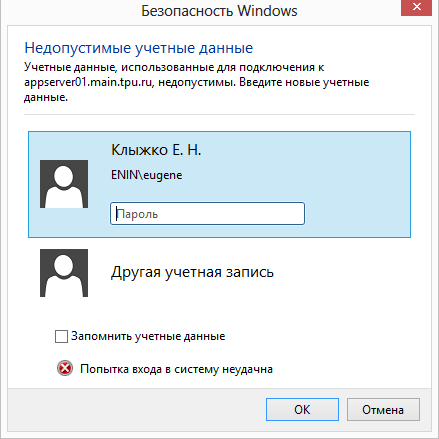 Безопасность Windows
Недопустимые учетные данные
Учетные данные, использованные для подключения к
appserver01.main.tpu.ru, недопустимы. Введите новые учетные
данные.
Клыжко Е. Н.
ENIN\eugene
Пароль
Другая учетная запись
Запомнить учетные данные
Попытка входа в систему неудачна
ОК
Отмена